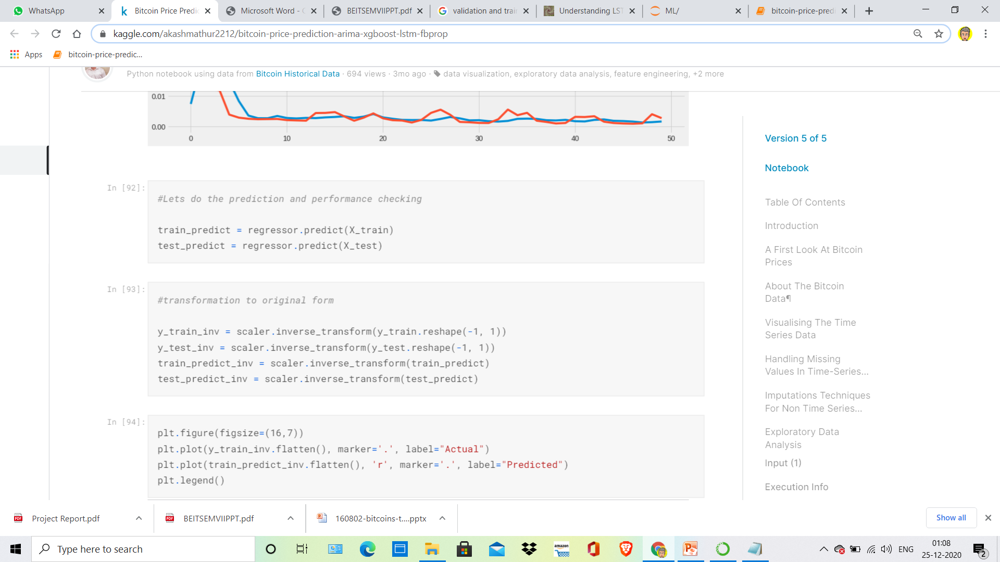 WhatsApp
Bitcoin Price Predic
Microsoft Word - C
BEITSEMVIIPPT.pdf
validation and train
Understanding LST
ML/
bitcoin-price-pred
kaggle.com/akashmathur2212/bitcoin-price-prediction-arima-xgboost-lstm-fbprop
Apps
bitcoin-price-predic...
Python notebook using data from Bitcoin Historical Data · 694 views · 3mo ago · data visualization, exploratory data analysis, feature engineering, +2 more
0.01
0.00
0 10 20 30 40 50
In [92]:
#Lets do the prediction and performance checking
train_predict = regressor.predict(X_train)
test_predict = regressor.predict(X_test)
In [93]:
#transformation to original form
y_train_inv = scaler.inverse_transform(y_train.reshape(-1, 1))
y_test_inv = scaler.inverse_transform(y_test.reshape(-1, 1))
train_predict_inv = scaler.inverse_transform(train_predict)
test_predict_inv = scaler.inverse_transform(test_predict)
In [94]:
plt.figure(figsize=(16,7))
plt.plot(y_train_inv.flatten(), marker='.', label="Actual")
plt.plot(train_predict_inv.flatten(), 'r', marker='.', label="Predicted")
plt.legend()
Version 5 of 5
Notebook
Table Of Contents
Introduction
A First Look At Bitcoin
Prices
About The Bitcoin
Data¶
Visualising The Time
Series Data
Handling Missing
Values In Time-Series...
Imputations Techniques
For Non Time Series...
Exploratory Data
Analysis
Input (1)
Execution Info
Project Report.pdf
BEITSEMVIIPPT.pdf
160802-bitcoins-t....pptx
Show all
Type here to search
amazon
ENG
01:08
25-12-2020
2